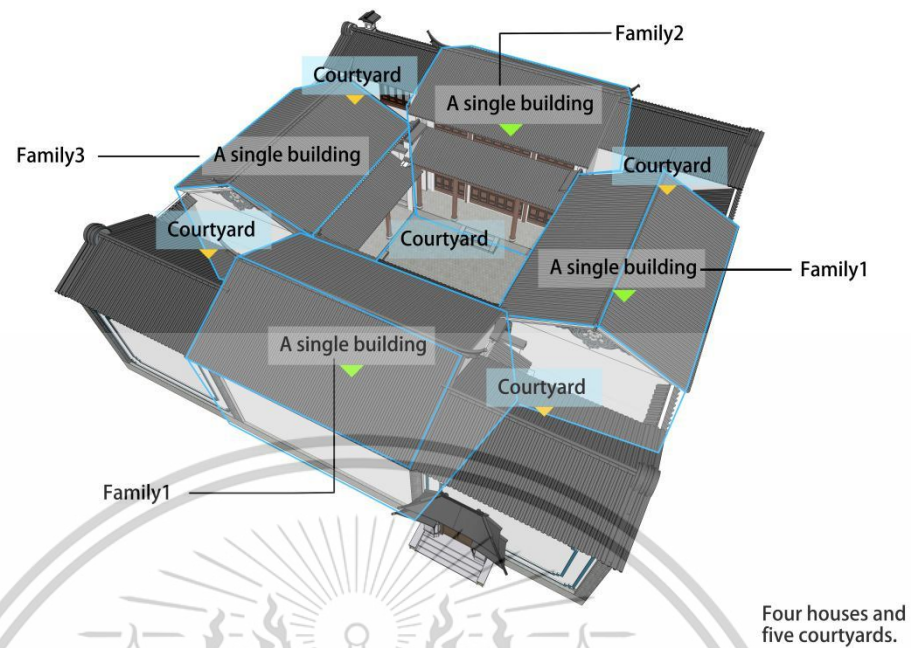 Family2
Courtyard
A single building
Family3
A single building
Courtyard
Courtyard
Courtyard
A single building
Family1
A single building
Courtyard
Family1
Four houses and
five courtyards.